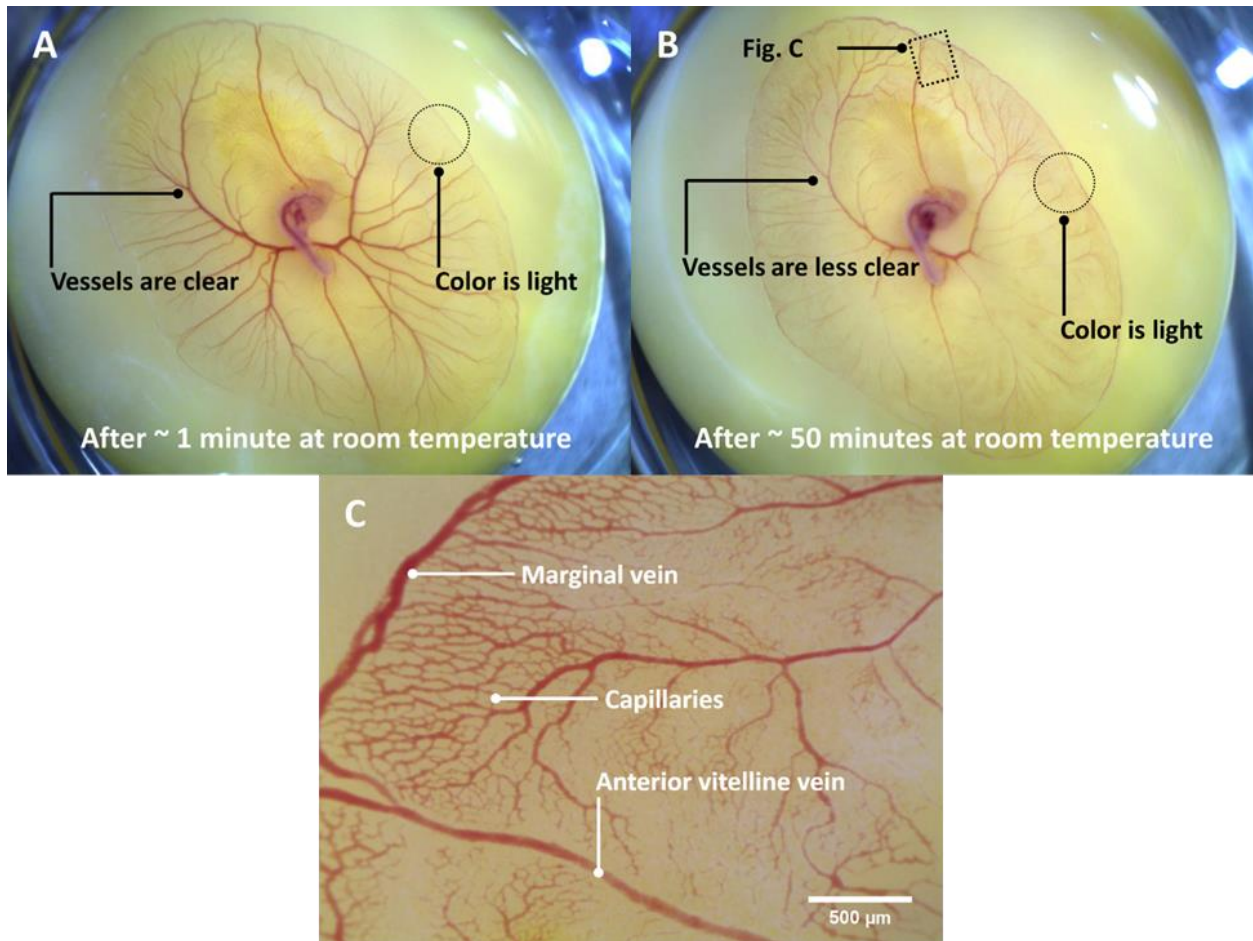 A
Vessels are clear
Color is light
After ~ 1 minute at room temperature
B
Fig. C
Vessels are less clear
Color is light
After ~ 50 minutes at room temperature
C
Marginal vein
Capillaries
Anterior vitelline vein
500 µm